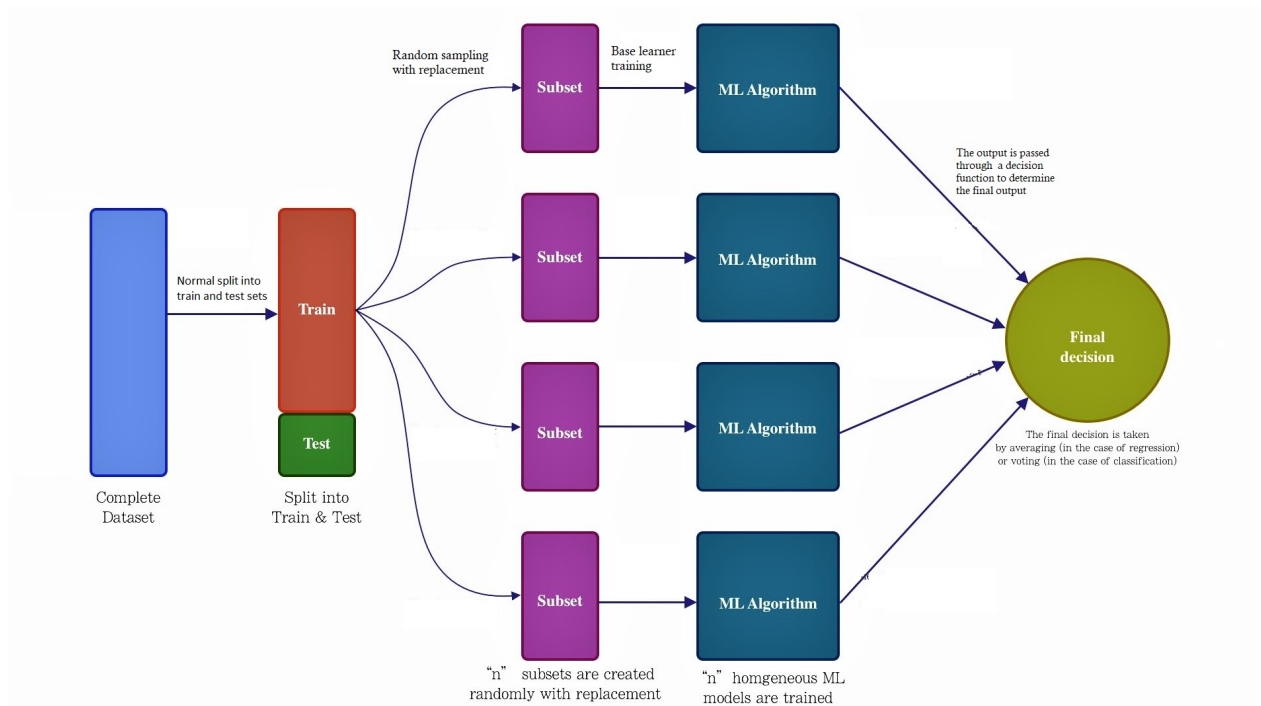 Random sampling
with replacement
Subset
Base learner
training
ML Algorithm
The output is passed
through a decision
function to determine
the final output
Subset
ML Algorithm
Normal split into
train and test sets
Train
Final
decision
Subset
ML Algorithm
Test
The final decision is taken
by averaging (in the case of regression)
or voting (in the case of classification)
Complete
Dataset
Split into
Train & Test
Subset
ML Algorithm
“n” subsets are created
randomly with replacement
“n” homgeneous ML
models are trained